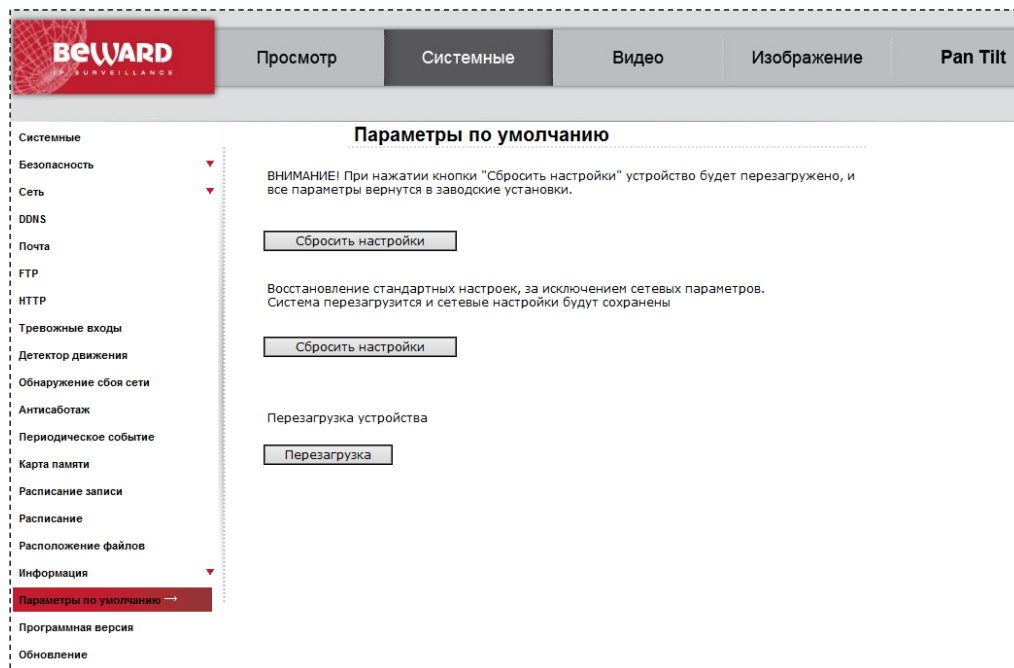 BEWARD
IP SURVEILLANCE
Просмотр
Системные
Видео
Изображение
Pan Tilt
Системные
Безопасность
Сеть
DDNS
Почта
FTP
HTTP
Тревожные входы
Детектор движения
Обнаружение сбоя сети
Антисаботаж
Периодическое событие
Карта памяти
Расписание записи
Расписание
Расположение файлов
Информация
Параметры по умолчанию →
Программная версия
Обновление
Параметры по умолчанию
ВНИМАНИЕ! При нажатии кнопки "Сбросить настройки" устройство будет перезагружено, и
все параметры вернутся в заводские установки.
Сбросить настройки
Восстановление стандартных настроек, за исключением сетевых параметров.
Система перезагрузится и сетевые настройки будут сохранены
Сбросить настройки
Перезагрузка устройства
Перезагрузка